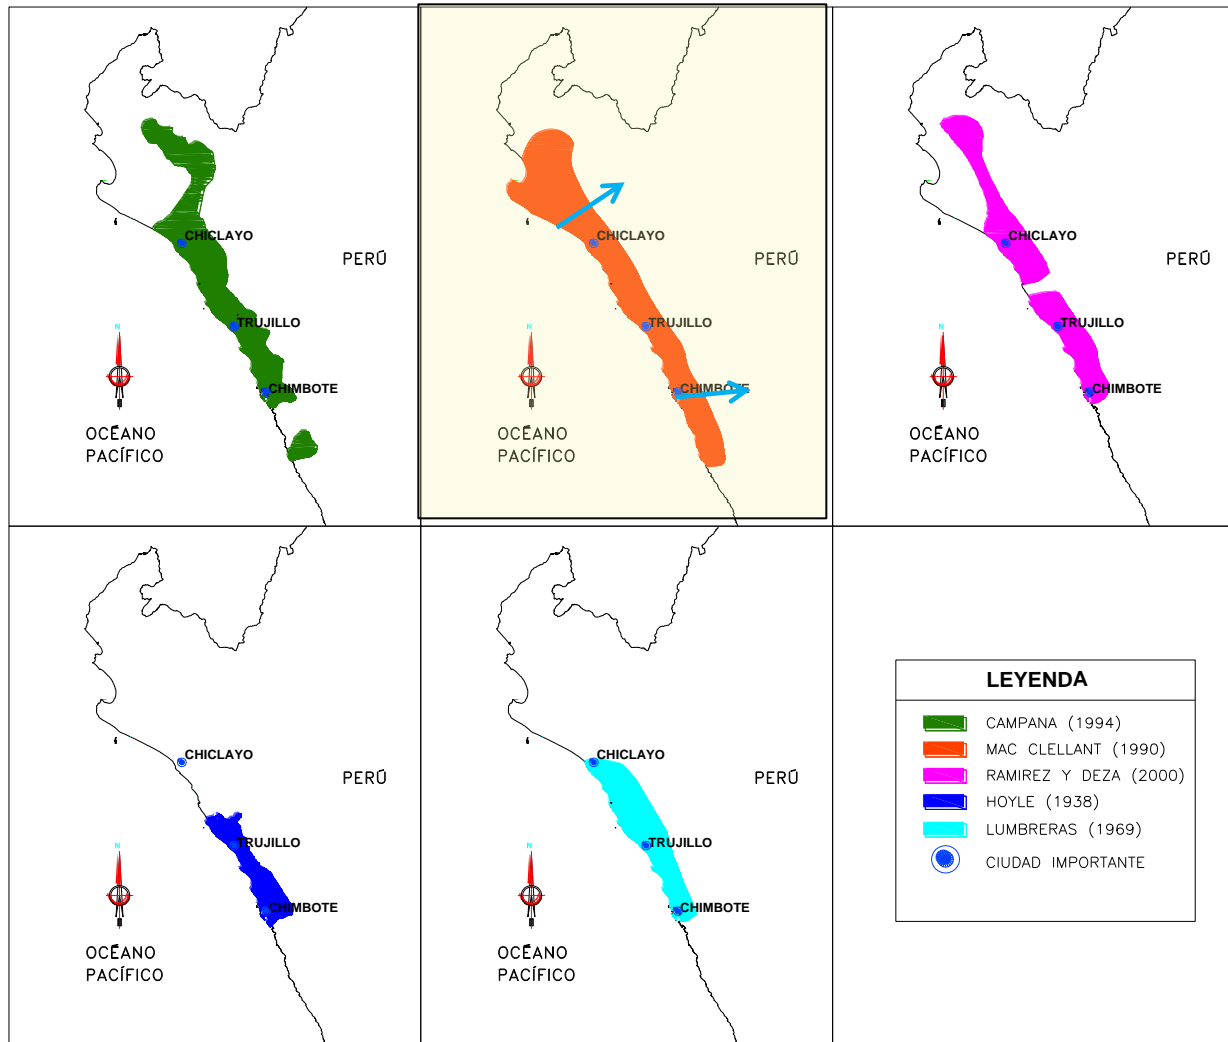 CHICLAYO
PERÚ
TRUJILLO
N
CHIMBOTE
OCÉANO
PACÍFICO
CHICLAYO
PERÚ
TRUJILLO
N
CHIMBOTE
OCÉANO
PACÍFICO
CHICLAYO
PERÚ
TRUJILLO
N
CHIMBOTE
OCÉANO
PACÍFICO
CHICLAYO
PERÚ
TRUJILLO
N
CHIMBOTE
OCÉANO
PACÍFICO
CHICLAYO
PERÚ
TRUJILLO
N
CHIMBOTE
OCÉANO
PACÍFICO
LEYENDA
CAMPANA (1994)
MAC CLELLANT (1990)
RAMIREZ Y DEZA (2000)
HOYLE (1938)
LUMBRERAS (1969)
CIUDAD IMPORTANTE